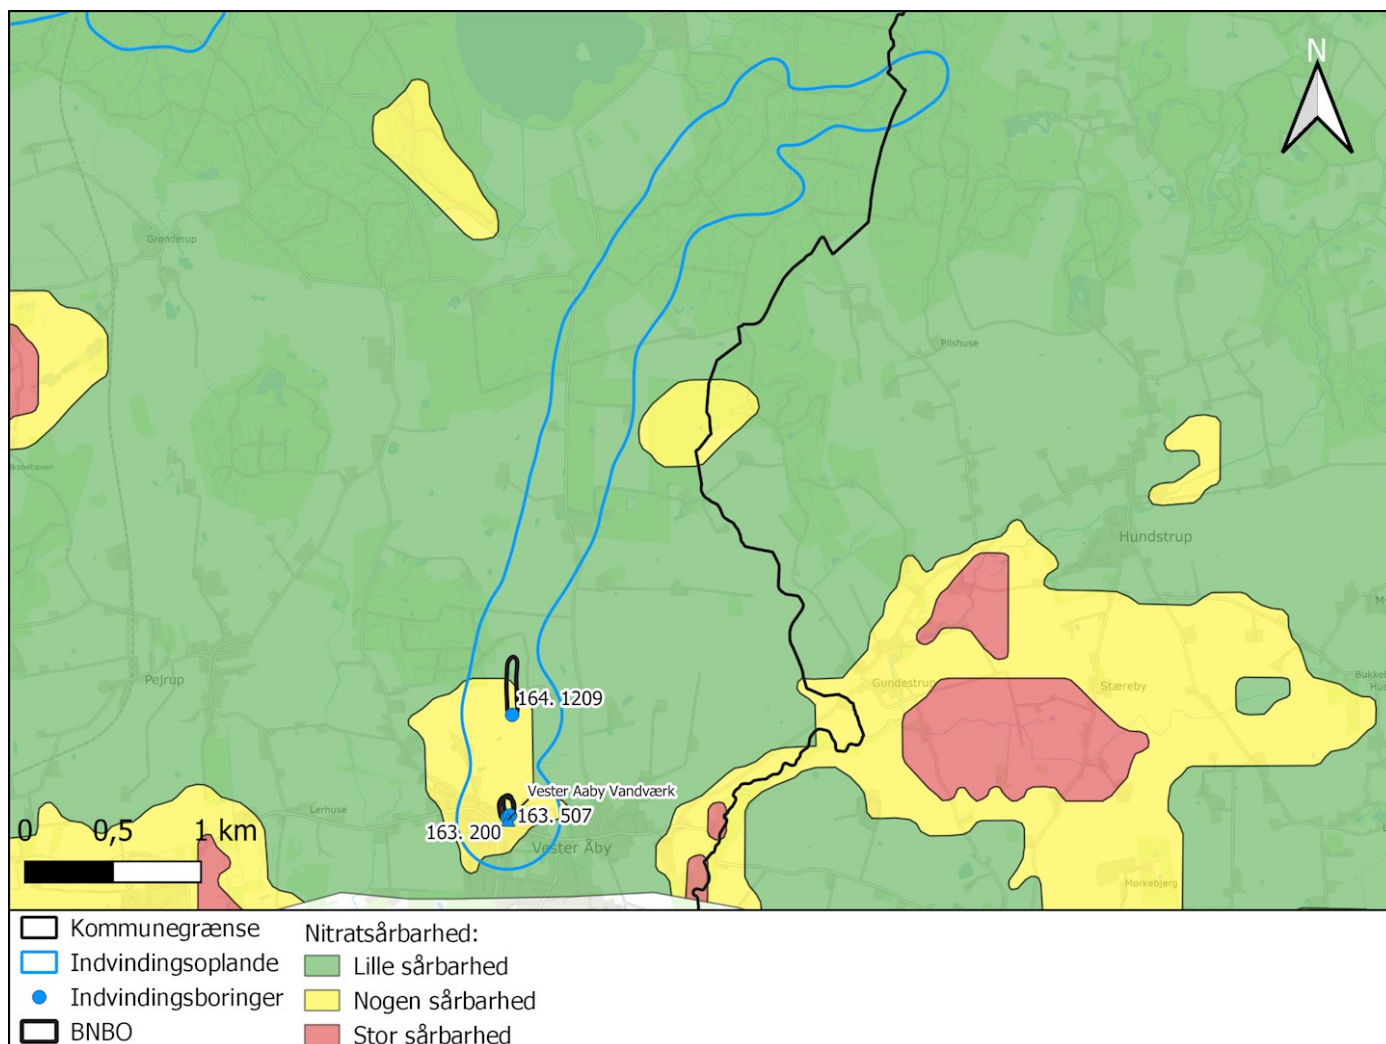 N
Grønderup
Pilshuse
Hundstrup
Pejrup
Gundestrup
Stæreby
164. 1209
Vester Aaby Vandværk
163. 507
163. 200
Lerhuse
Vester Åby
Mørkebjerg
0 0,5 1 km
Kommunegrænse
Indvindingsoplande
Indvindingsboringer
BNBO
Nitratsårbarhed:
Lille sårbarhed
Nogen sårbarhed
Stor sårbarhed